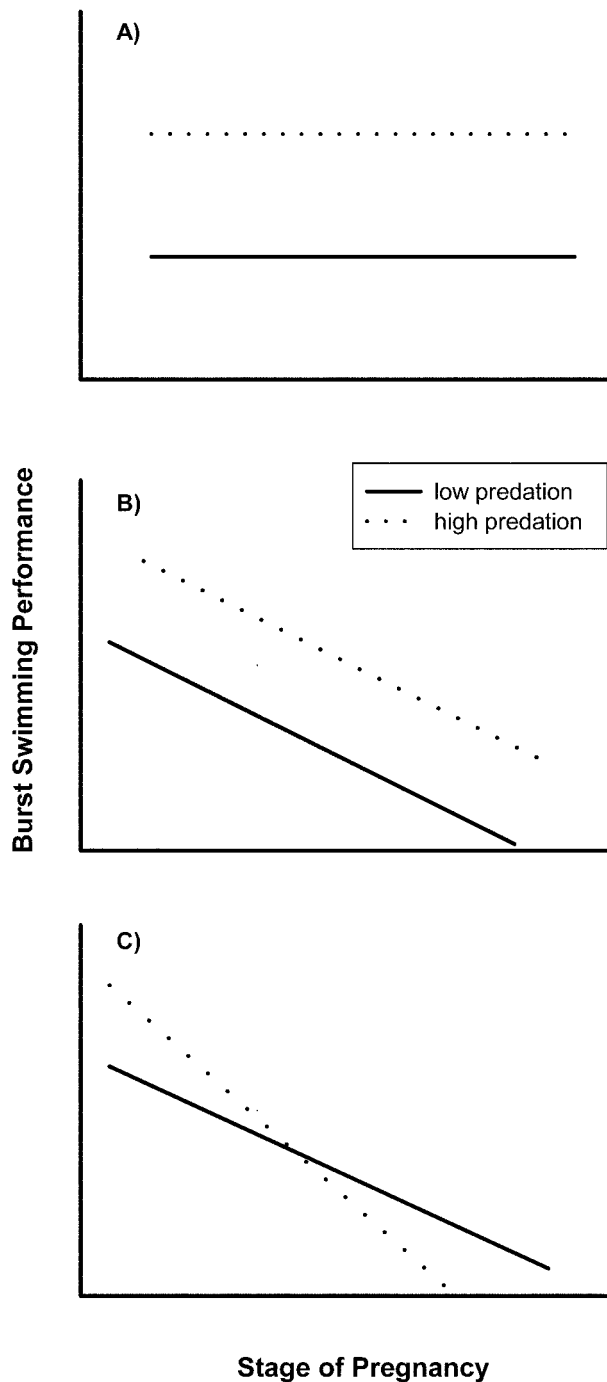 A)
Burst Swimming Performance
low predation
high predation
B)
C)
Stage of Pregnancy